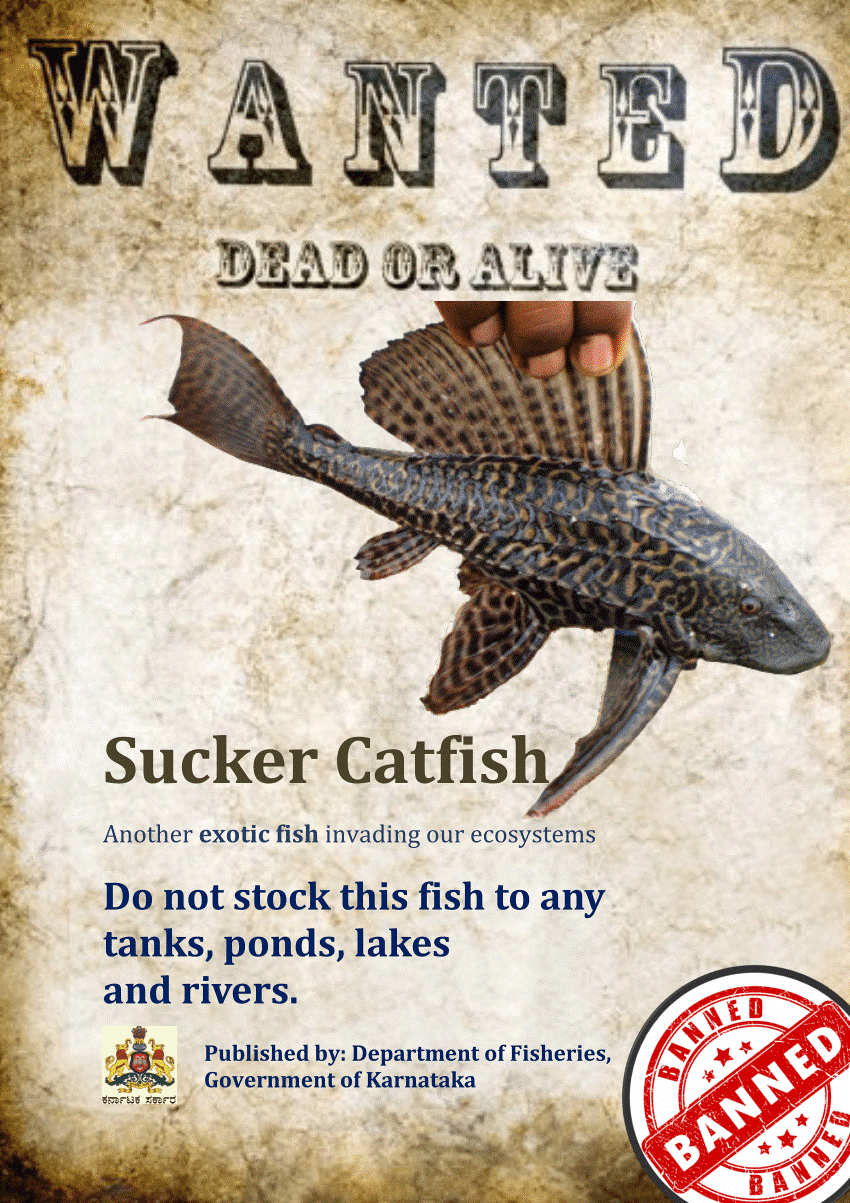 WANTED
DEAD OR ALIVE
Sucker Catfish
Another exotic fish invading our ecosystems
Do not stock this fish to any
tanks, ponds, lakes
and rivers.
ಕರ್ನಾಟಕ ಸರ್ಕಾರ
Published by: Department of Fisheries,
Government of Karnataka
BANNED
BANNED
BANNED